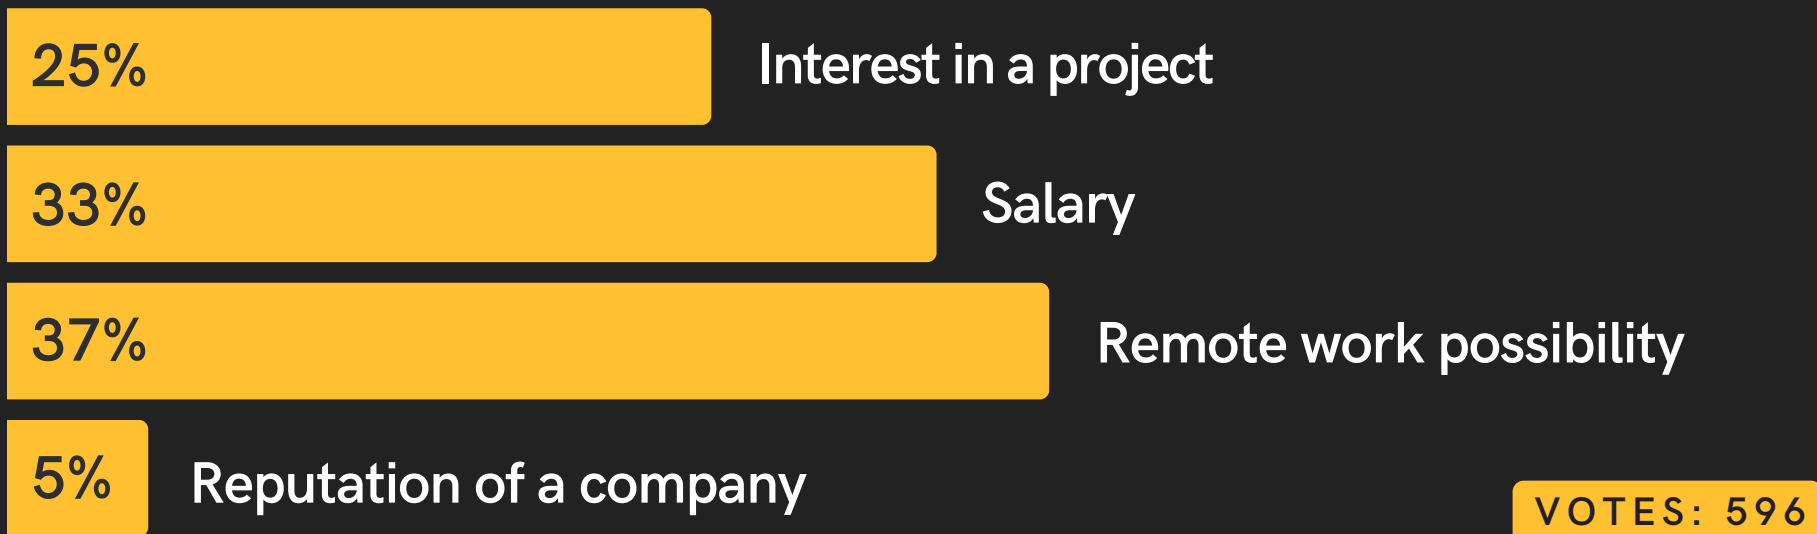 25% Interest in a project
33% Salary
37% Remote work possibility
5% Reputation of a company
VOTES: 596